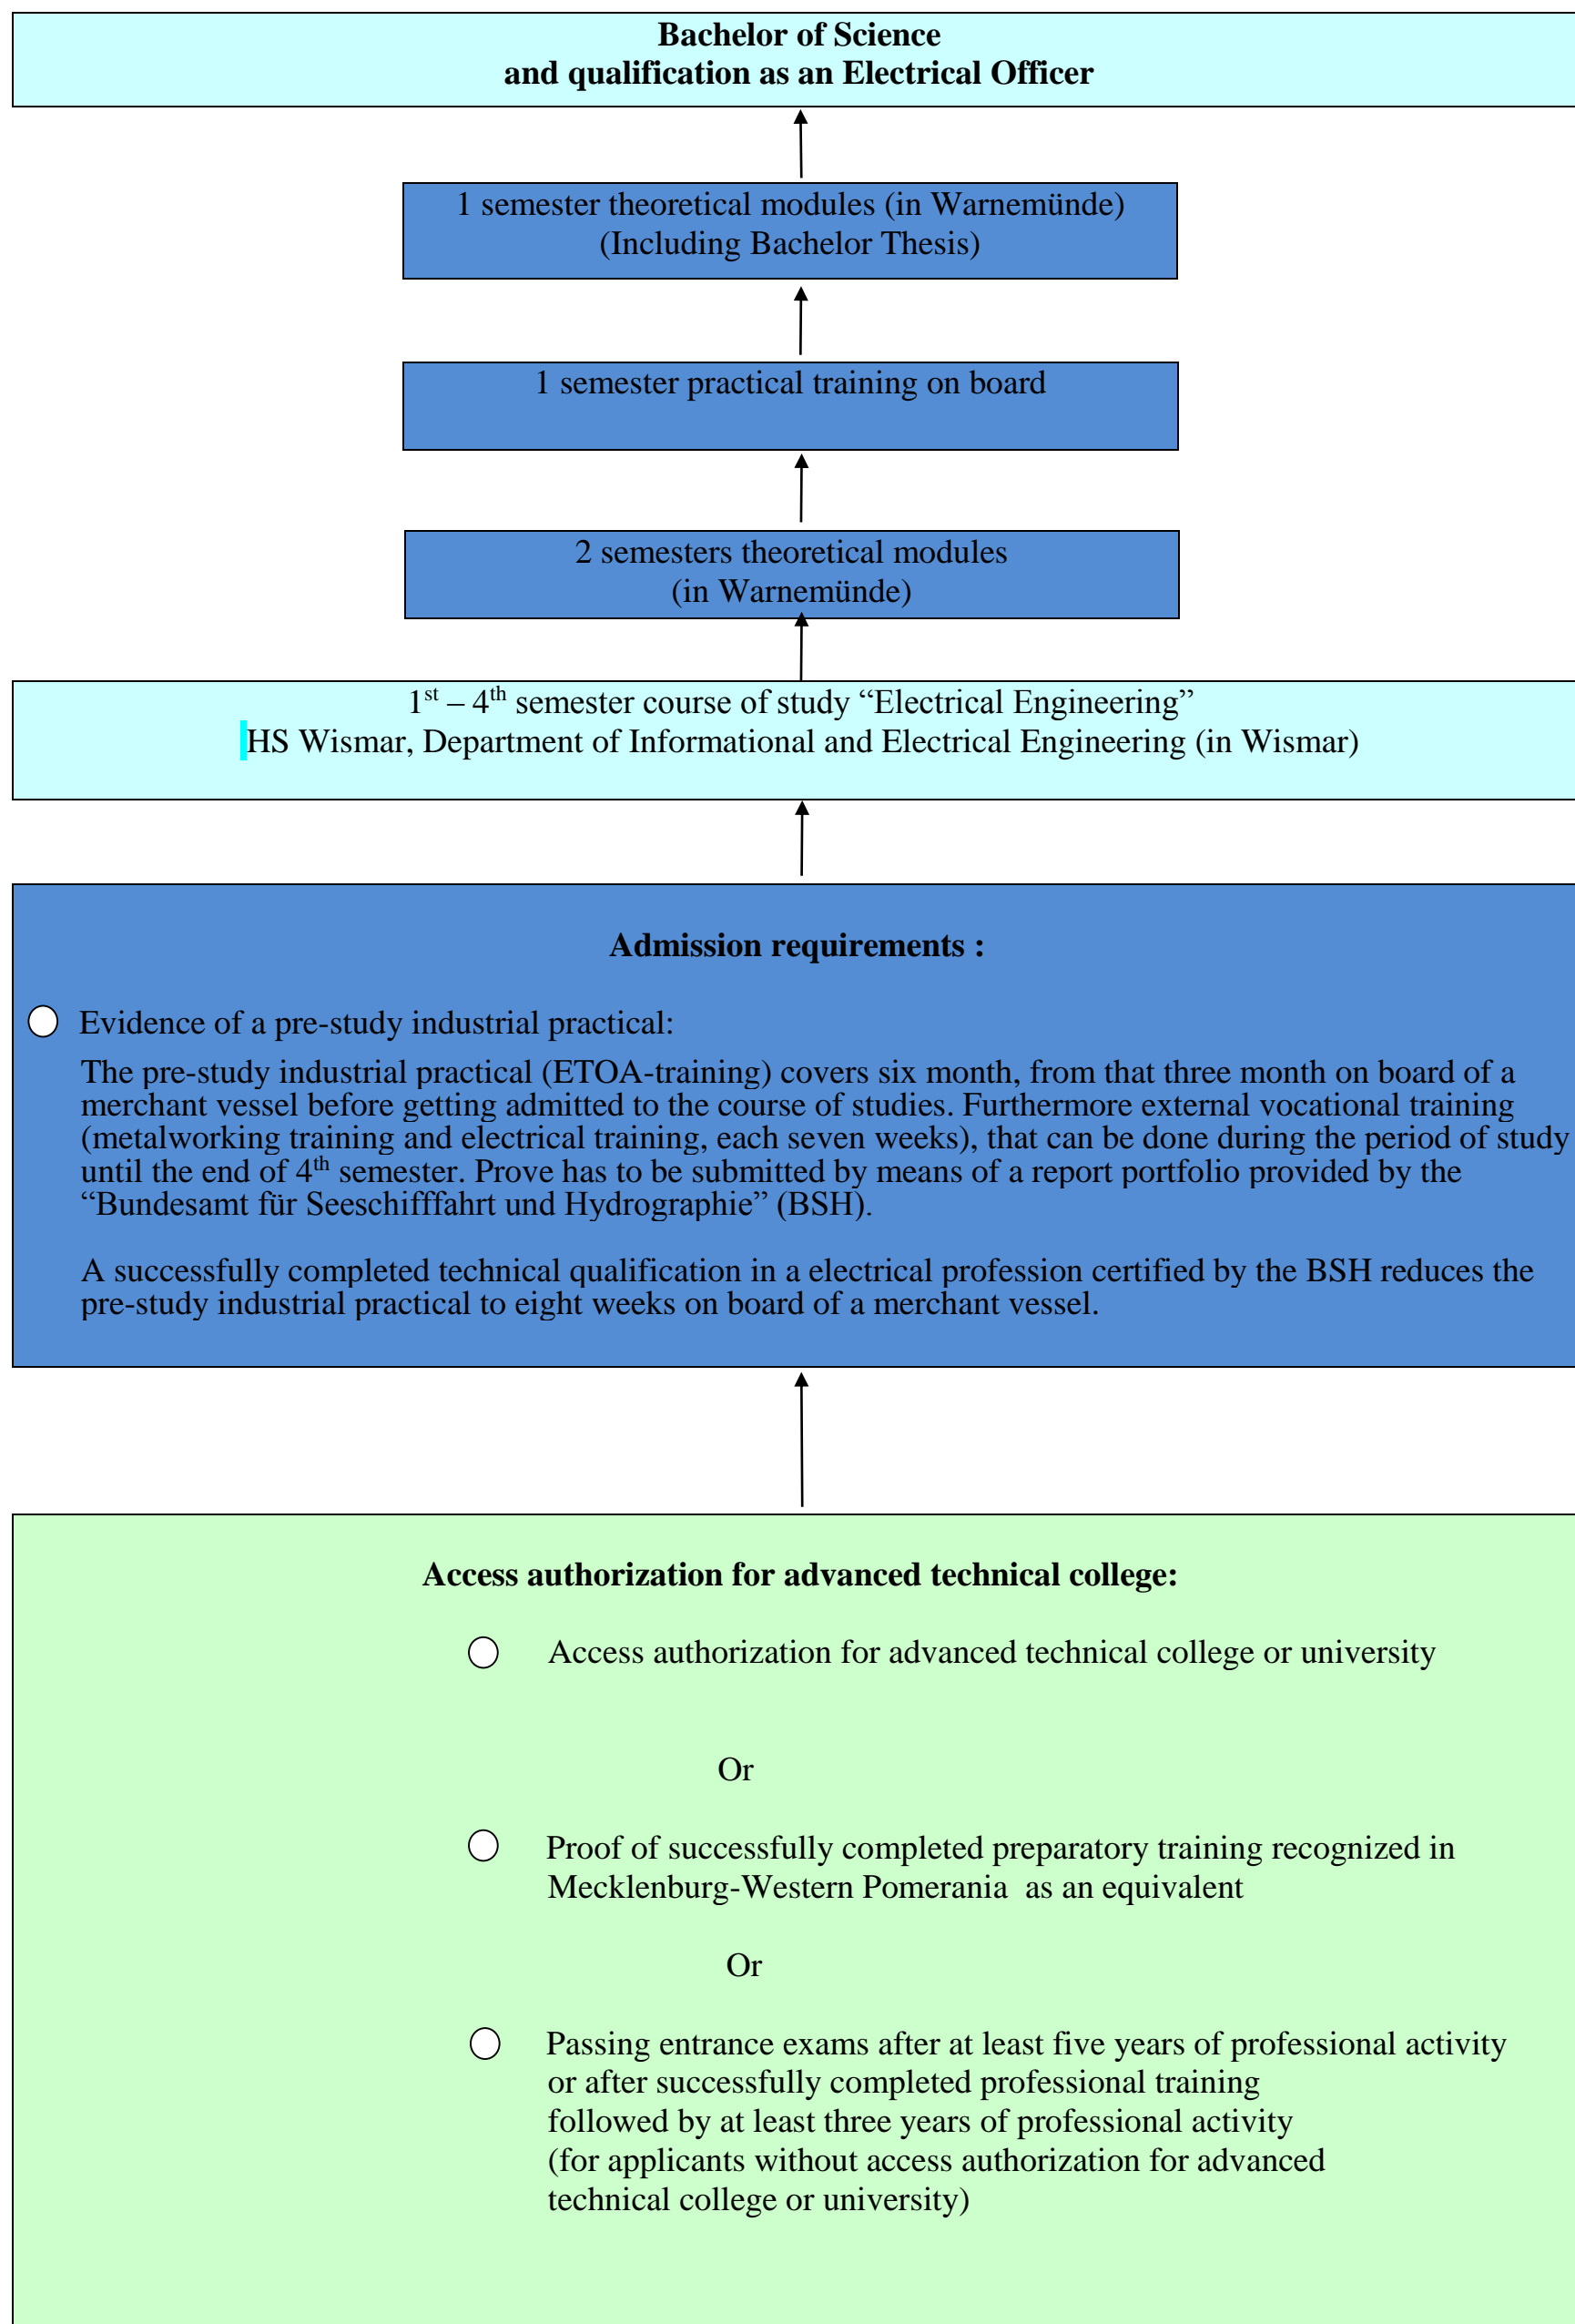 Bachelor of Science
and qualification as an Electrical Officer
1 semester theoretical modules (in Warnemünde)
(Including Bachelor Thesis)
1 semester practical training on board
2 semesters theoretical modules
(in Warnemünde)
1st – 4th semester course of study “Electrical Engineering”
HS Wismar, Department of Informational and Electrical Engineering (in Wismar)
Admission requirements :
Evidence of a pre-study industrial practical:
The pre-study industrial practical (ETOA-training) covers six month, from that three month on board of a
merchant vessel before getting admitted to the course of studies. Furthermore external vocational training
(metalworking training and electrical training, each seven weeks), that can be done during the period of study
until the end of 4th semester. Prove has to be submitted by means of a report portfolio provided by the
“Bundesamt für Seeschifffahrt und Hydrographie” (BSH).
A successfully completed technical qualification in a electrical profession certified by the BSH reduces the
pre-study industrial practical to eight weeks on board of a merchant vessel.
Access authorization for advanced technical college:
Access authorization for advanced technical college or university
Or
Proof of successfully completed preparatory training recognized in
Mecklenburg-Western Pomerania  as an equivalent
Or
Passing entrance exams after at least five years of professional activity
or after successfully completed professional training
followed by at least three years of professional activity
(for applicants without access authorization for advanced
technical college or university)